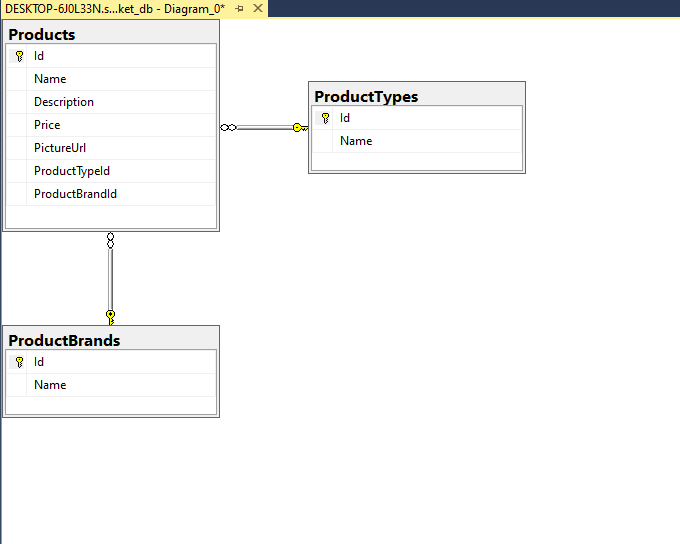 DESKTOP-6J0L33N.s...ket_db - Diagram_0*
Products
Id
Name
Description
Price
PictureUrl
ProductTypeId
ProductBrandId
ProductTypes
Id
Name
ProductBrands
Id
Name